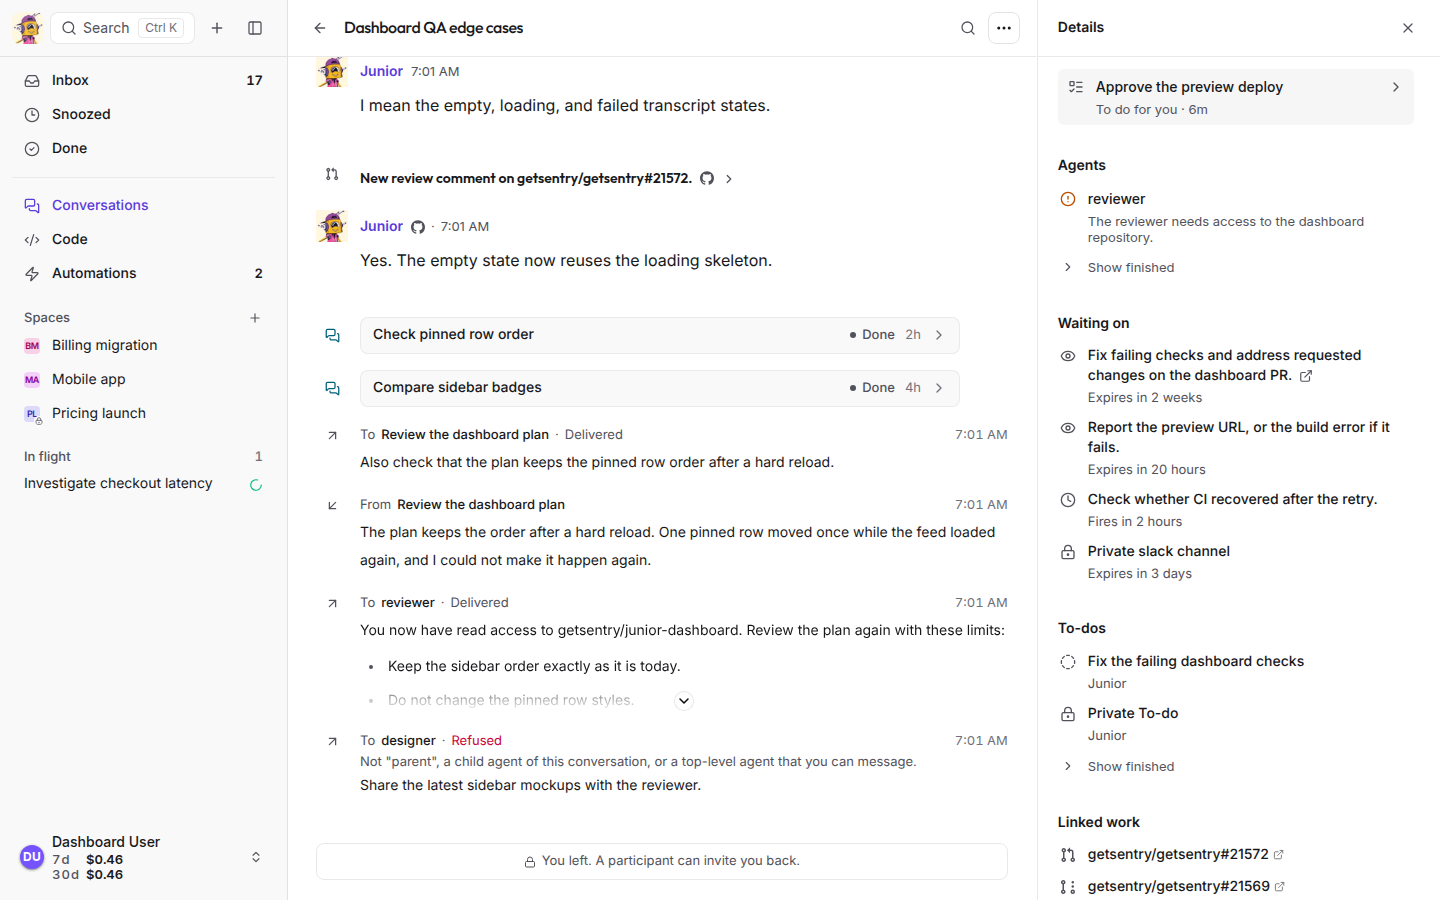 Search Ctrl K
Inbox 17
Snoozed
Done
Conversations
Code
Automations 2
Spaces
BM Billing migration
MA Mobile app
PL Pricing launch
In flight 1
Investigate checkout latency
DU Dashboard User
7d $0.46
30d $0.46
Dashboard QA edge cases
Junior 7:01 AM
I mean the empty, loading, and failed transcript states.
New review comment on getsentry/getsentry#21572.
Junior · 7:01 AM
Yes. The empty state now reuses the loading skeleton.
Check pinned row order Done 2h
Compare sidebar badges Done 4h
To Review the dashboard plan · Delivered 7:01 AM
Also check that the plan keeps the pinned row order after a hard reload.
From Review the dashboard plan 7:01 AM
The plan keeps the order after a hard reload. One pinned row moved once while the feed loaded
again, and I could not make it happen again.
To reviewer · Delivered 7:01 AM
You now have read access to getsentry/junior-dashboard. Review the plan again with these limits:
• Keep the sidebar order exactly as it is today.
• Do not change the pinned row styles.
To designer · Refused 7:01 AM
Not "parent", a child agent of this conversation, or a top-level agent that you can message.
Share the latest sidebar mockups with the reviewer.
You left. A participant can invite you back.
Details
Approve the preview deploy
To do for you · 6m
Agents
reviewer
The reviewer needs access to the dashboard
repository.
Show finished
Waiting on
Fix failing checks and address requested
changes on the dashboard PR.
Expires in 2 weeks
Report the preview URL, or the build error if it
fails.
Expires in 20 hours
Check whether CI recovered after the retry.
Fires in 2 hours
Private slack channel
Expires in 3 days
To-dos
Fix the failing dashboard checks
Junior
Private To-do
Junior
Show finished
Linked work
getsentry/getsentry#21572
getsentry/getsentry#21569